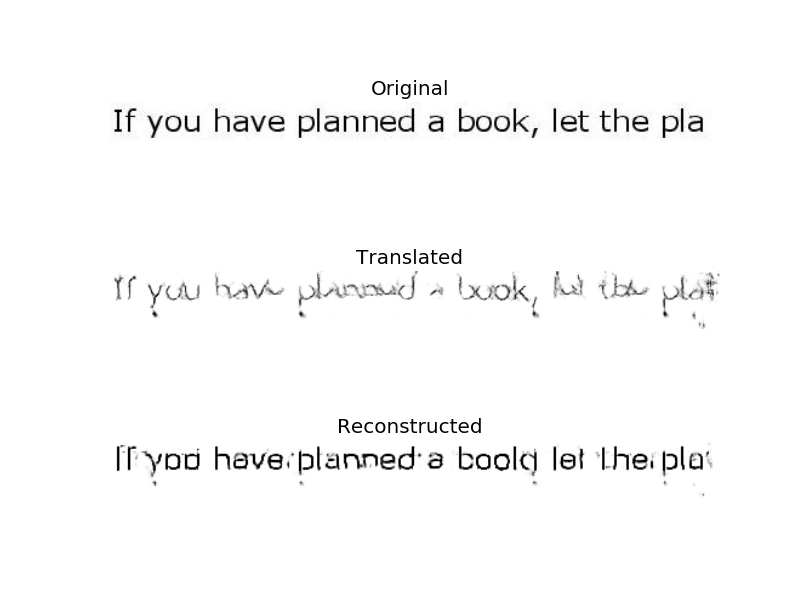 Original
If you have planned a book, let the pla
Translated
If you have planned a book, let the pla
Reconstructed
If you have planned a book let the pla